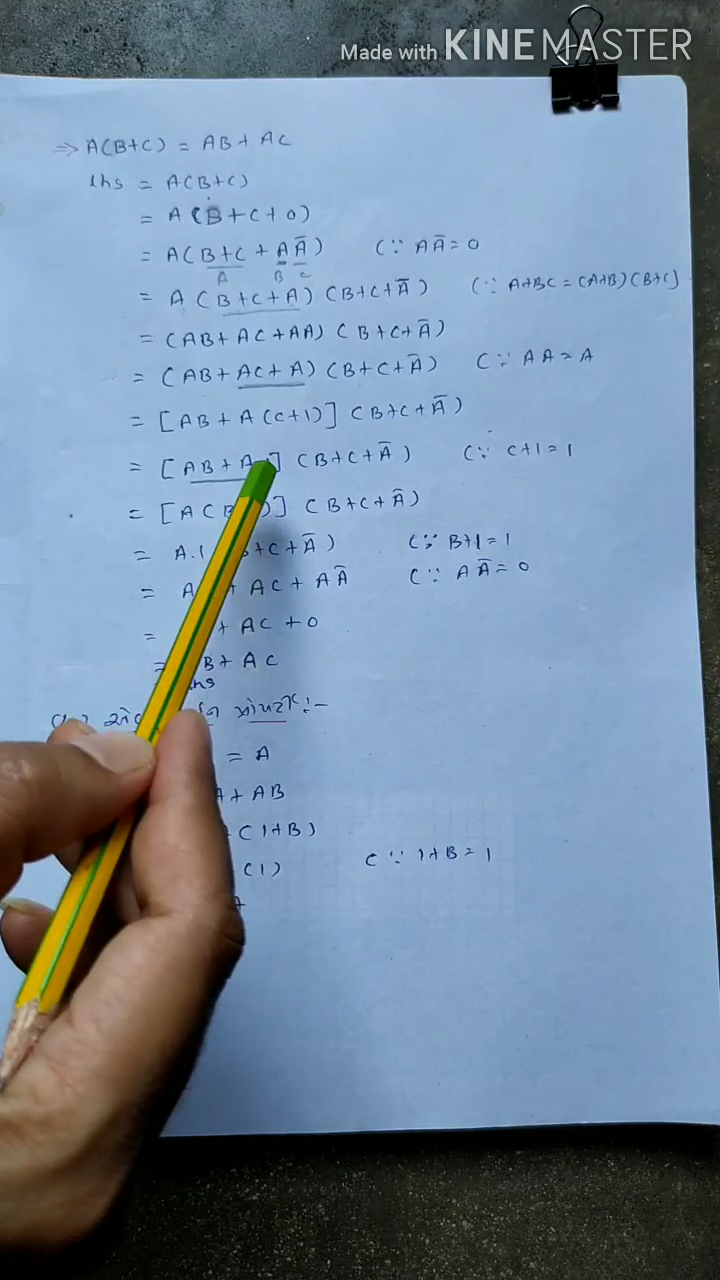 Made with KINEMASTER
⇒ A(B+C) = AB + AC
lhs = A(B+C)
= A(B+C+0)
= A(B+C + AĀ) (∵ AĀ = 0
A B C
= A (B+C+A) (B+C+Ā) (∵ A+BC = (A+B)(B+C)
= (AB + AC + AA) (B+C+Ā)
= (AB + AC + A) (B+C+Ā) (∵ AA = A
= [AB + A(C+1)] (B+C+Ā)
= [AB + A ] (B+C+Ā) (∵ C+1 = 1
= [A(B )] (B+C+Ā)
= A.1 +C+Ā) (∵ B+1 = 1
= A + AC + AĀ (∵ AĀ = 0
= + AC + 0
= B + AC
hs
= A
A + AB
(1+B)
(1) (∵ 1+B = 1